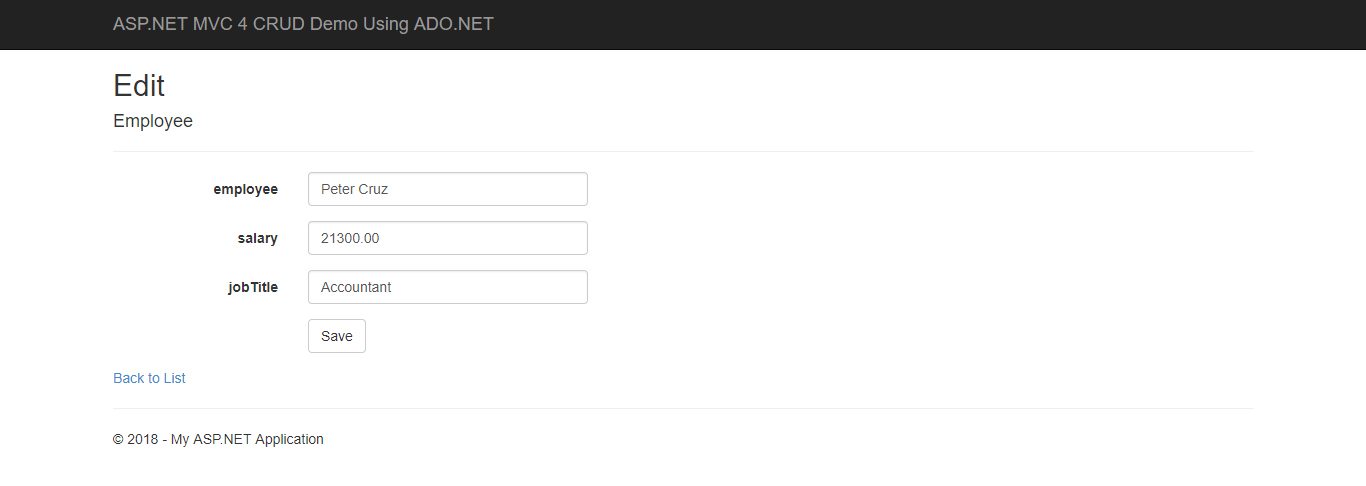 ASP.NET MVC 4 CRUD Demo Using ADO.NET
Edit
Employee
employee Peter Cruz
salary 21300.00
jobTitle Accountant
Save
Back to List
© 2018 - My ASP.NET Application